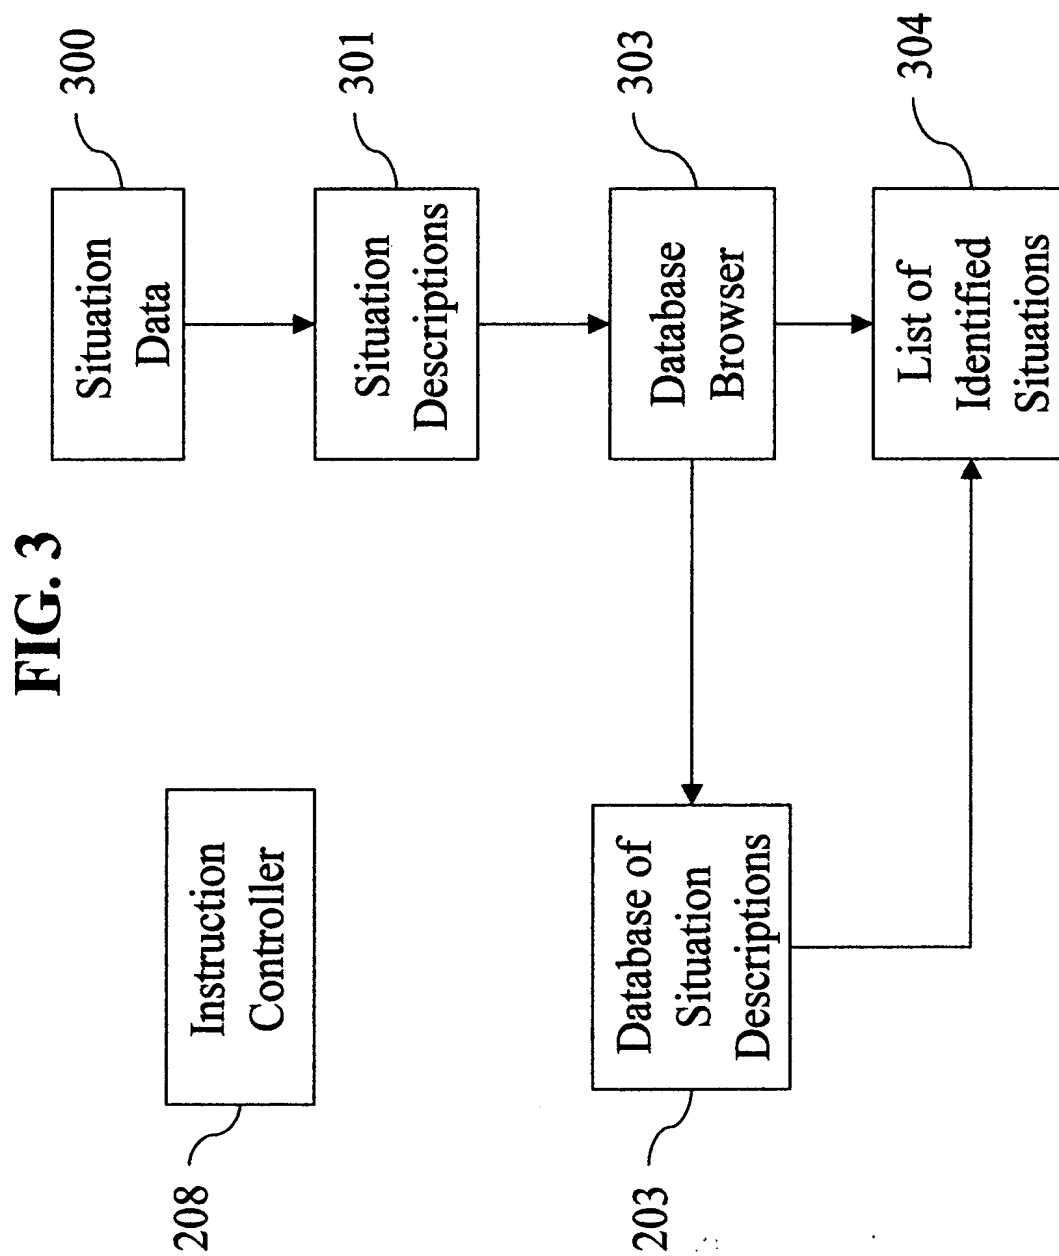 FIG. 3
Situation
Data
300
208
Instruction
Controller
Situation
Descriptions
301
203
Database of
Situation
Descriptions
Database
Browser
303
List of
Identified
Situations
304